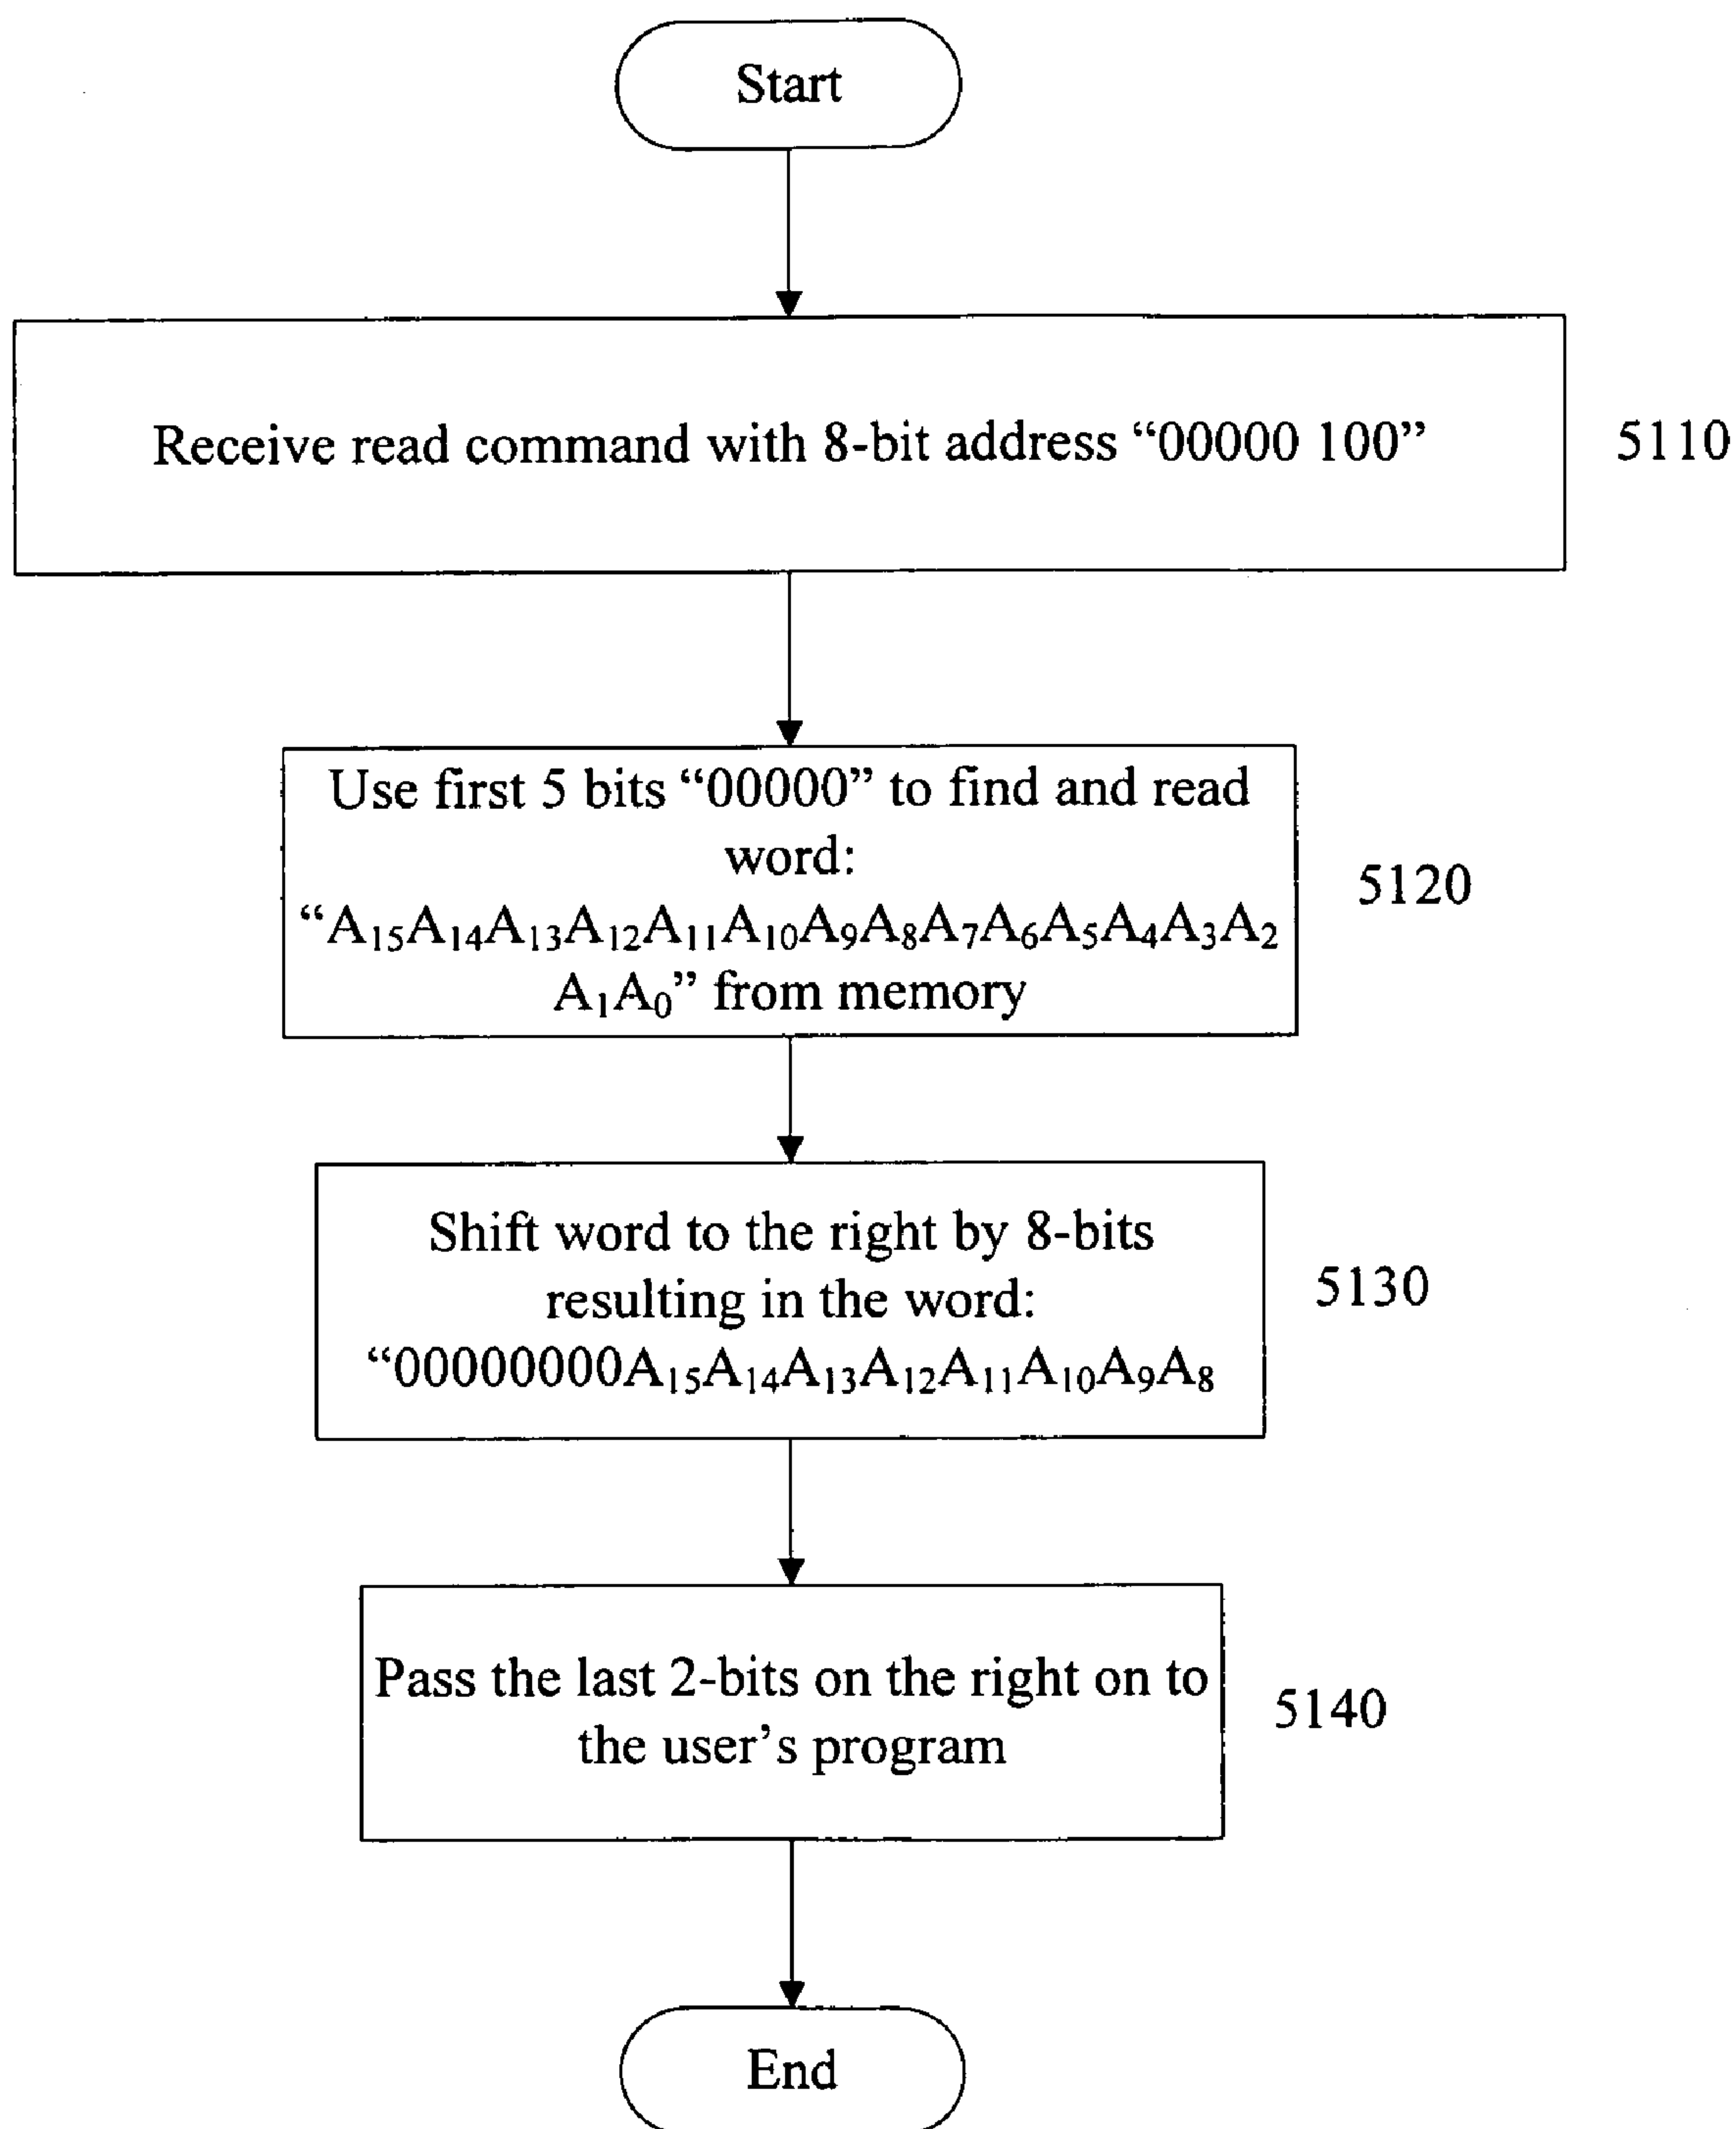 Start
Receive read command with 8-bit address “00000 100”
5110
Use first 5 bits “00000” to find and read
word:
“A₁₅A₁₄A₁₃A₁₂A₁₁A₁₀A₉A₈A₇A₆A₅A₄A₃A₂
A₁A₀” from memory
5120
Shift word to the right by 8-bits
resulting in the word:
“00000000A₁₅A₁₄A₁₃A₁₂A₁₁A₁₀A₉A₈
5130
Pass the last 2-bits on the right on to
the user’s program
5140
End